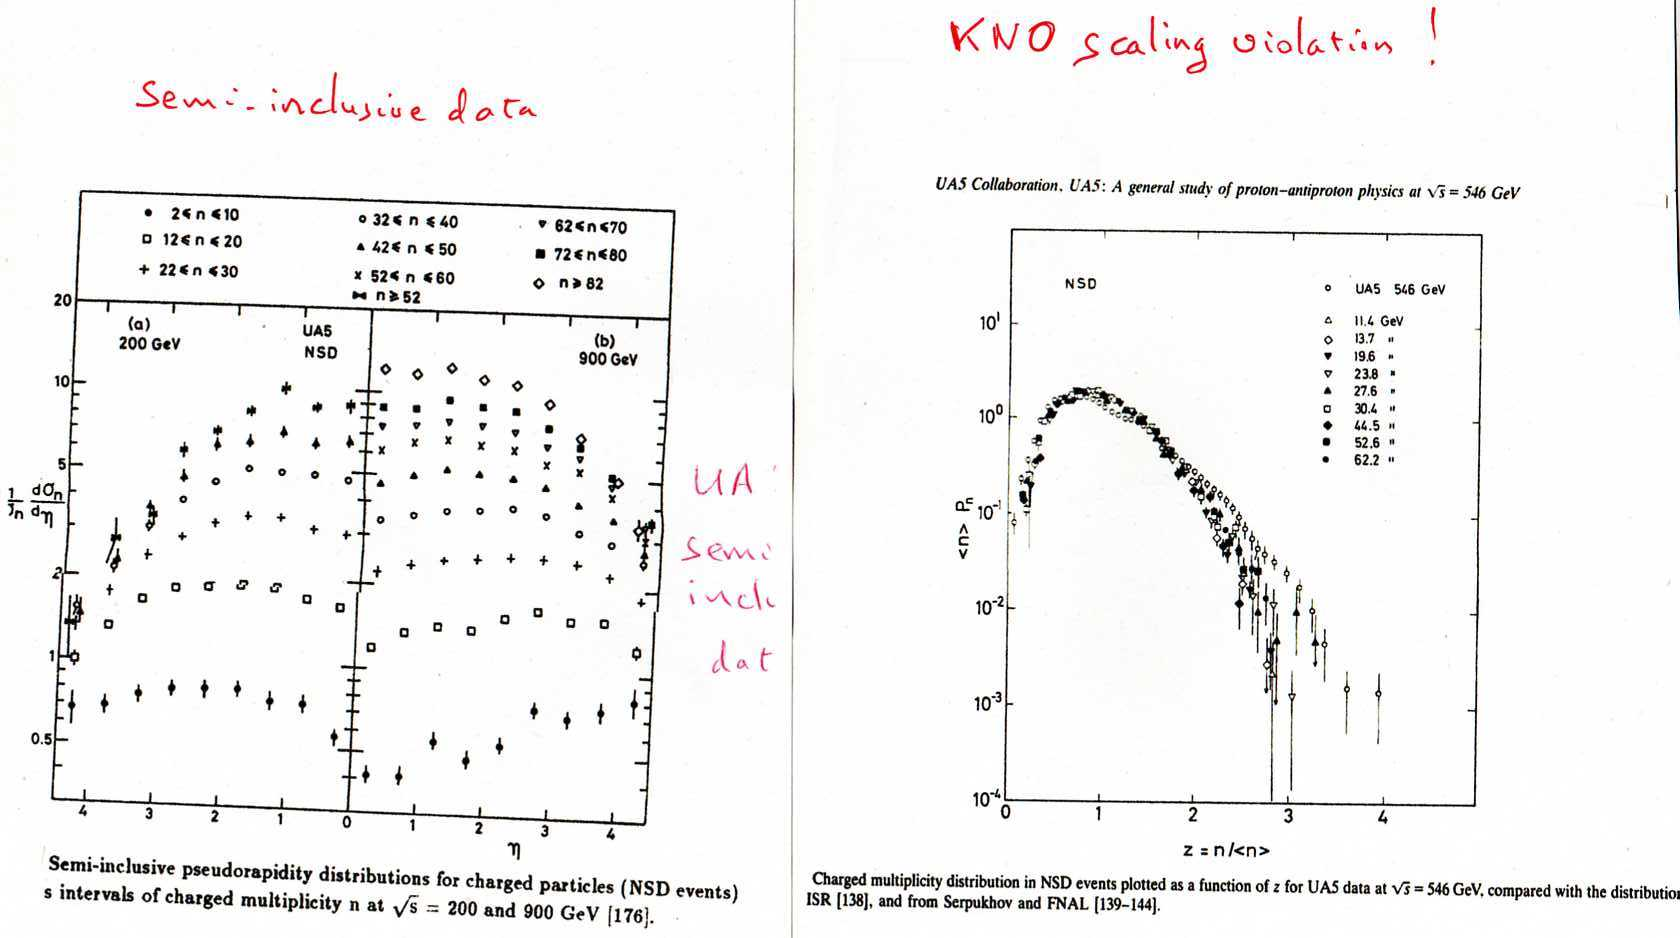 Semi-inclusive data
2≤n≤10
12≤n≤20
+ 22≤n≤30
32≤ n ≤40
42≤ n ≤50
x 52≤ n ≤60
n≥52
62≤n≤70
72≤n≤80
n≥82
20
10
5
2
1
0.5
(a)
200 GeV
UA5
NSD
(b)
900 GeV
dσn
dη
4 3 2 1 0 1 2 3 4
η
Semi-inclusive pseudorapidity distributions for charged particles (NSD events)
s intervals of charged multiplicity n at √s = 200 and 900 GeV [176].
UA
semi
incl
dat
KNO scaling violation !
UA5 Collaboration, UA5: A general study of proton–antiproton physics at √s = 546 GeV
NSD
UA5 546 GeV
11.4 GeV
13.7 "
19.6 "
23.8 "
27.6 "
30.4 "
44.5 "
52.6 "
62.2 "
10¹
10⁰
10⁻¹
10⁻²
10⁻³
10⁻⁴
<n> Pn
0 1 2 3 4
z = n/<n>
Charged multiplicity distribution in NSD events plotted as a function of z for UA5 data at √s = 546 GeV, compared with the distribution
ISR [138], and from Serpukhov and FNAL [139–144].